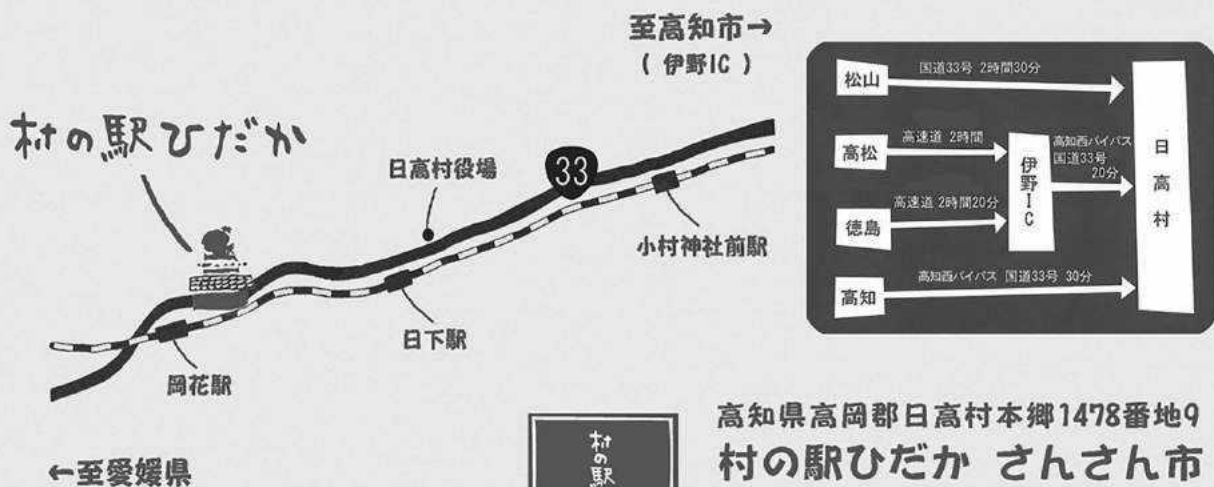 至高知市→
( 伊野IC )
村の駅ひだか
日高村役場
33
小村神社前駅
日下駅
岡花駅
←至愛媛県
松山
国道33号 2時間30分
高松
高速道 2時間
徳島
高速道 2時間20分
伊野IC
高知西バイパス
国道33号
20分
高知
高知西バイパス 国道33号 30分
日高村
村の駅
高知県高岡郡日高村本郷1478番地9
村の駅ひだか さんさん市